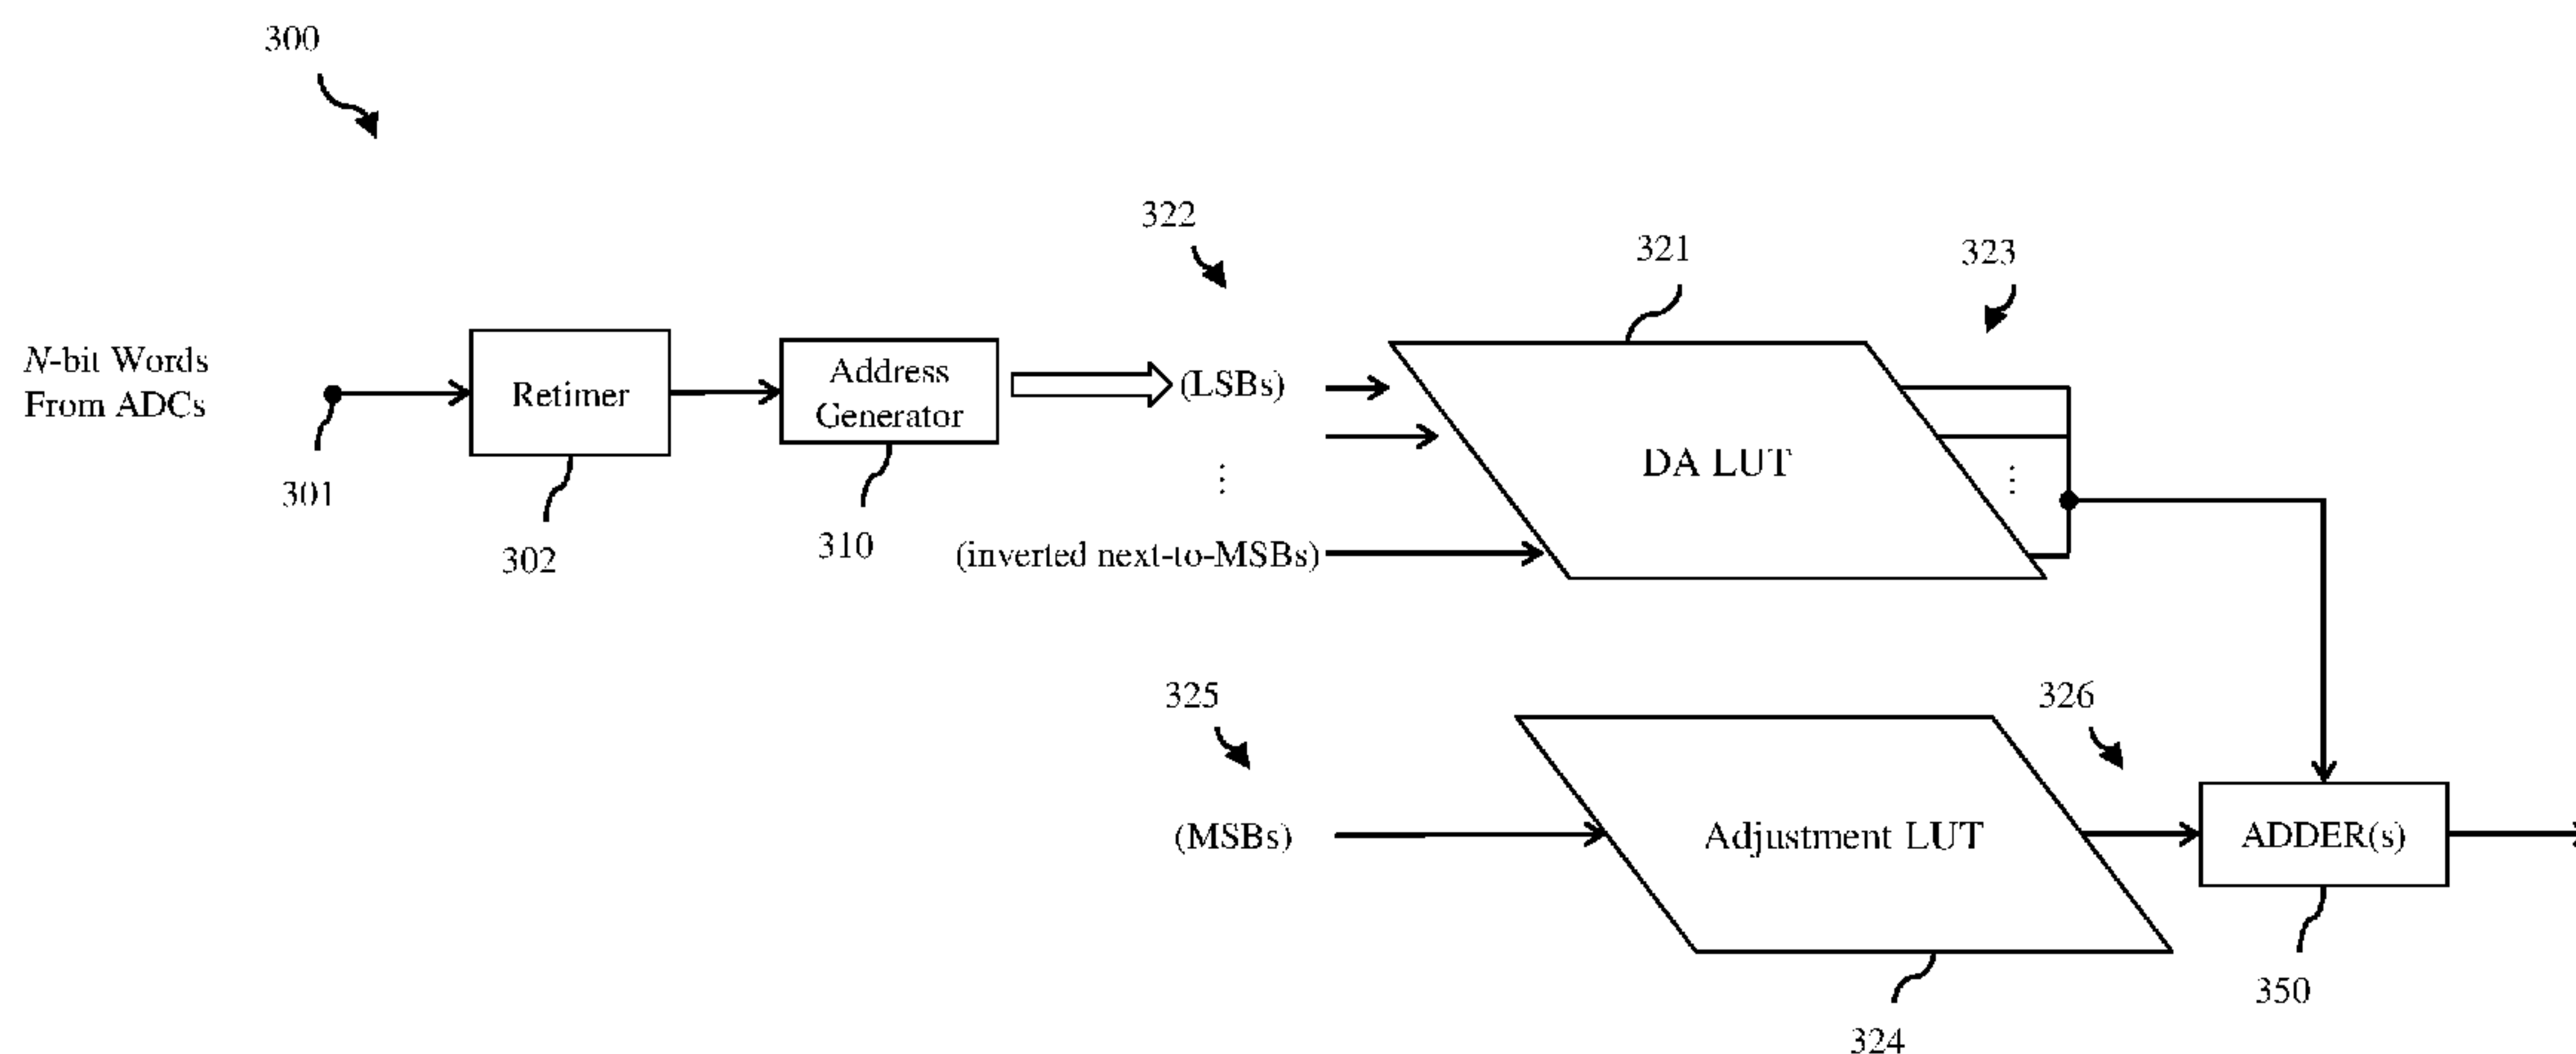 300
322
321
323
N-bit Words
From ADCs
Retimer
Address
Generator
(LSBs)
DA LUT
⋮
⋮
301
302
310
(inverted next-to-MSBs)
325
326
(MSBs)
Adjustment LUT
ADDER(s)
350
324